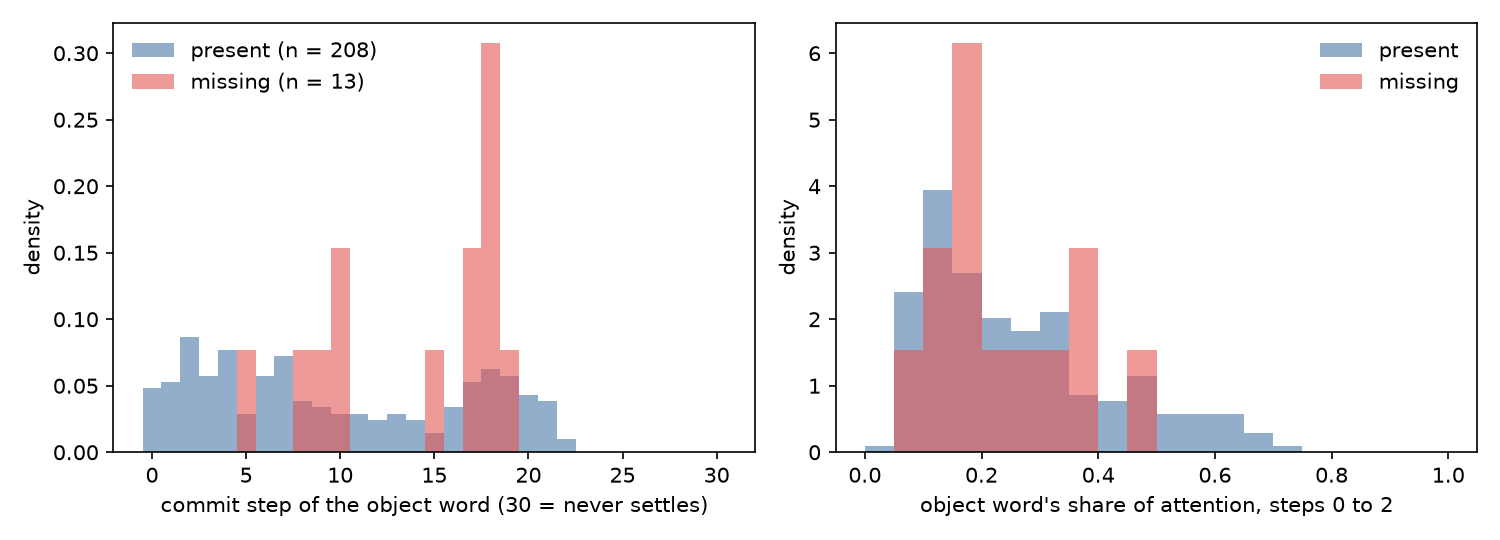 present (n = 208)
missing (n = 13)
density
0.30
0.25
0.20
0.15
0.10
0.05
0.00
0 5 10 15 20 25 30
commit step of the object word (30 = never settles)
present
missing
density
6
5
4
3
2
1
0
0.0 0.2 0.4 0.6 0.8 1.0
object word's share of attention, steps 0 to 2